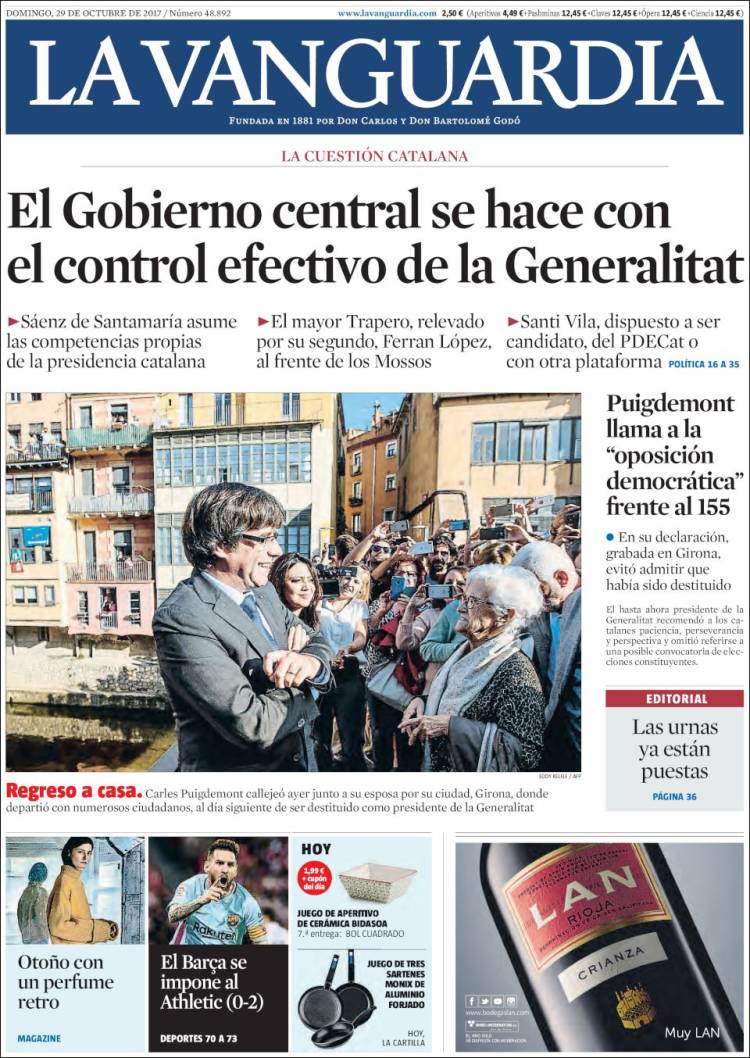 DOMINGO, 29 DE OCTUBRE DE 2017 / Número 48.892
www.lavanguardia.com 2,50 € (Aperitivos 4,49 € + Pashminas 12,45 € + Claves 12,45 € + Ópera 12,45 € + Ciencia 12,45 €)
LA VANGUARDIA
FUNDADA EN 1881 POR DON CARLOS Y DON BARTOLOMÉ GODÓ
LA CUESTIÓN CATALANA
El Gobierno central se hace con
el control efectivo de la Generalitat
►Sáenz de Santamaría asume
las competencias propias
de la presidencia catalana
►El mayor Trapero, relevado
por su segundo, Ferran López,
al frente de los Mossos
►Santi Vila, dispuesto a ser
candidato, del PDECat o
con otra plataforma POLÍTICA 16 A 35
Puigdemont
llama a la
“oposición
democrática”
frente al 155
• En su declaración,
grabada en Girona,
evitó admitir que
había sido destituido
El hasta ahora presidente de la
Generalitat recomendó a los ca-
talanes paciencia, perseverancia
y perspectiva y omitió referirse a
una posible convocatoria de elec-
ciones constituyentes.
EDITORIAL
Las urnas
ya están
puestas
PÁGINA 36
Regreso a casa. Carles Puigdemont callejeó ayer junto a su esposa por su ciudad, Girona, donde
departió con numerosos ciudadanos, al día siguiente de ser destituido como presidente de la Generalitat
Otoño con
un perfume
retro
MAGAZINE
Rakuten
El Barça se
impone al
Athletic (0-2)
DEPORTES 70 A 73
HOY
1,99 €
+ cupón
del día
JUEGO DE APERITIVO
DE CERÁMICA BIDASOA
7.ª entrega: BOL CUADRADO
JUEGO DE TRES
SARTENES
MONIX DE
ALUMINIO
FORJADO
HOY,
LA CARTILLA
LAN
RIOJA
CRIANZA
www.bodegaslan.com
Muy LAN